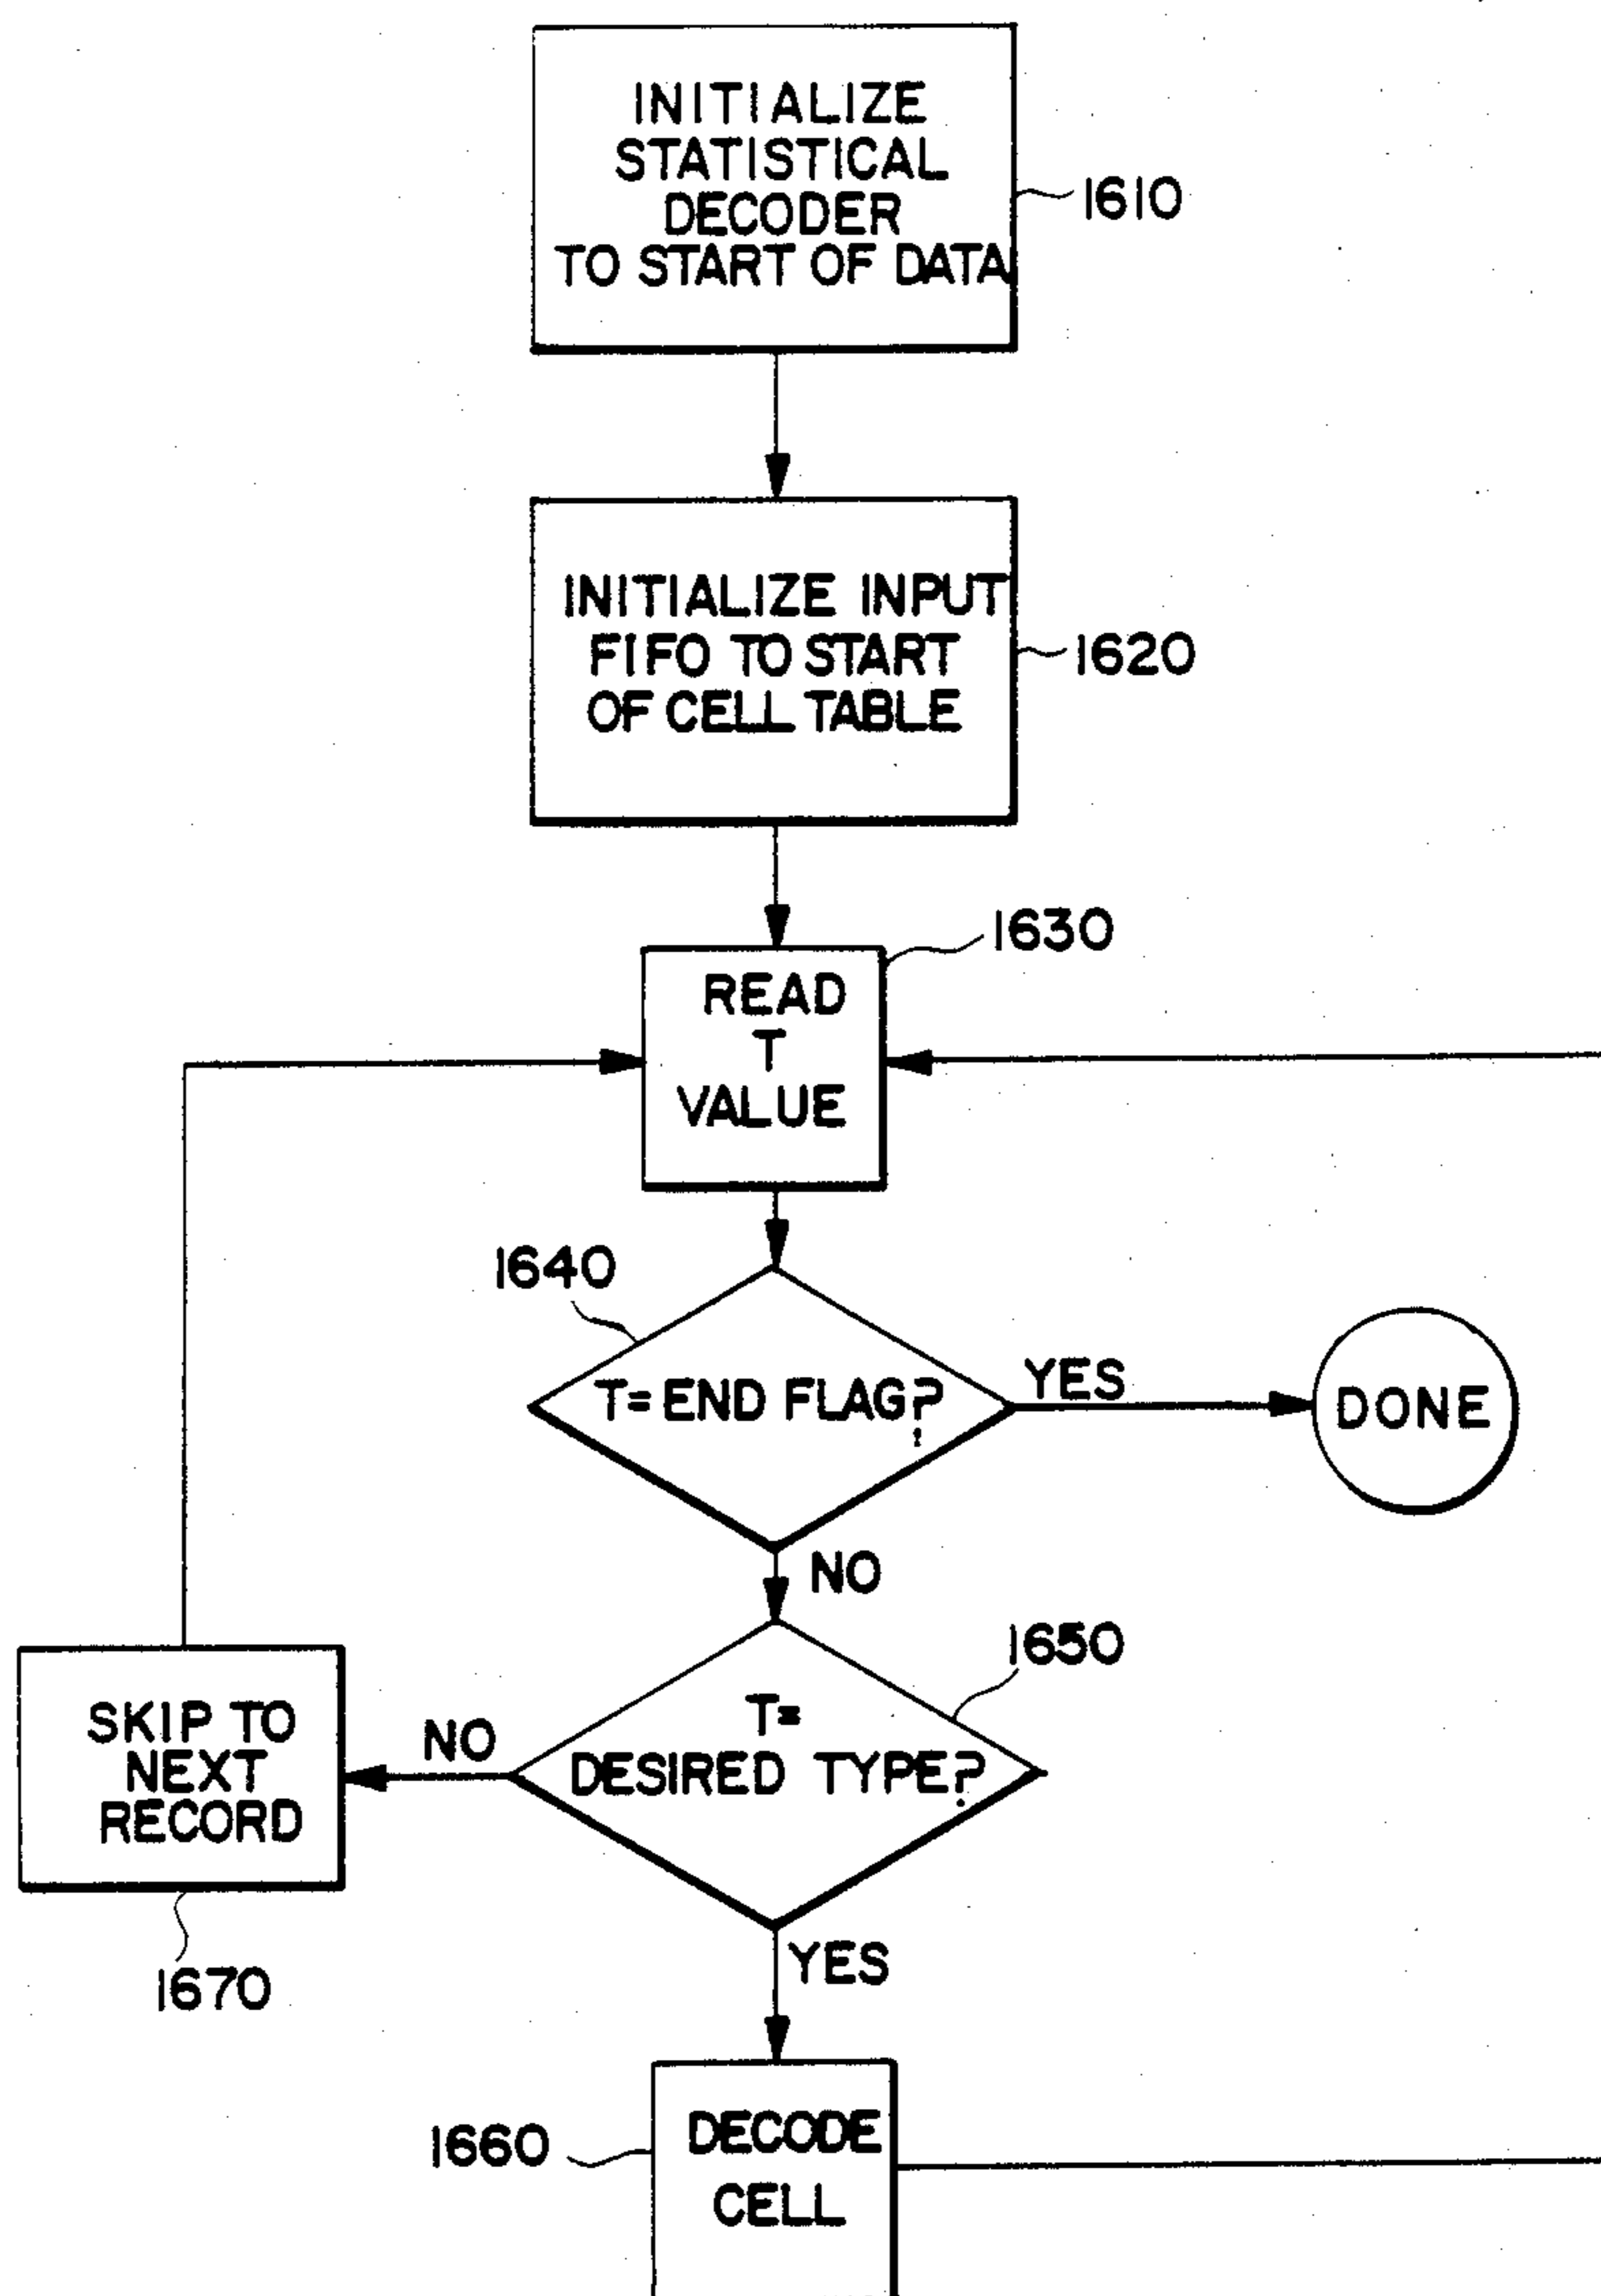 INITIALIZE
STATISTICAL
DECODER
TO START OF DATA
1610
INITIALIZE INPUT
FIFO TO START
OF CELL TABLE
1620
1630
READ
T
VALUE
1640
T= END FLAG?
YES
DONE
NO
1650
T=
DESIRED TYPE?
NO
SKIP TO
NEXT
RECORD
1670
YES
1660
DECODE
CELL